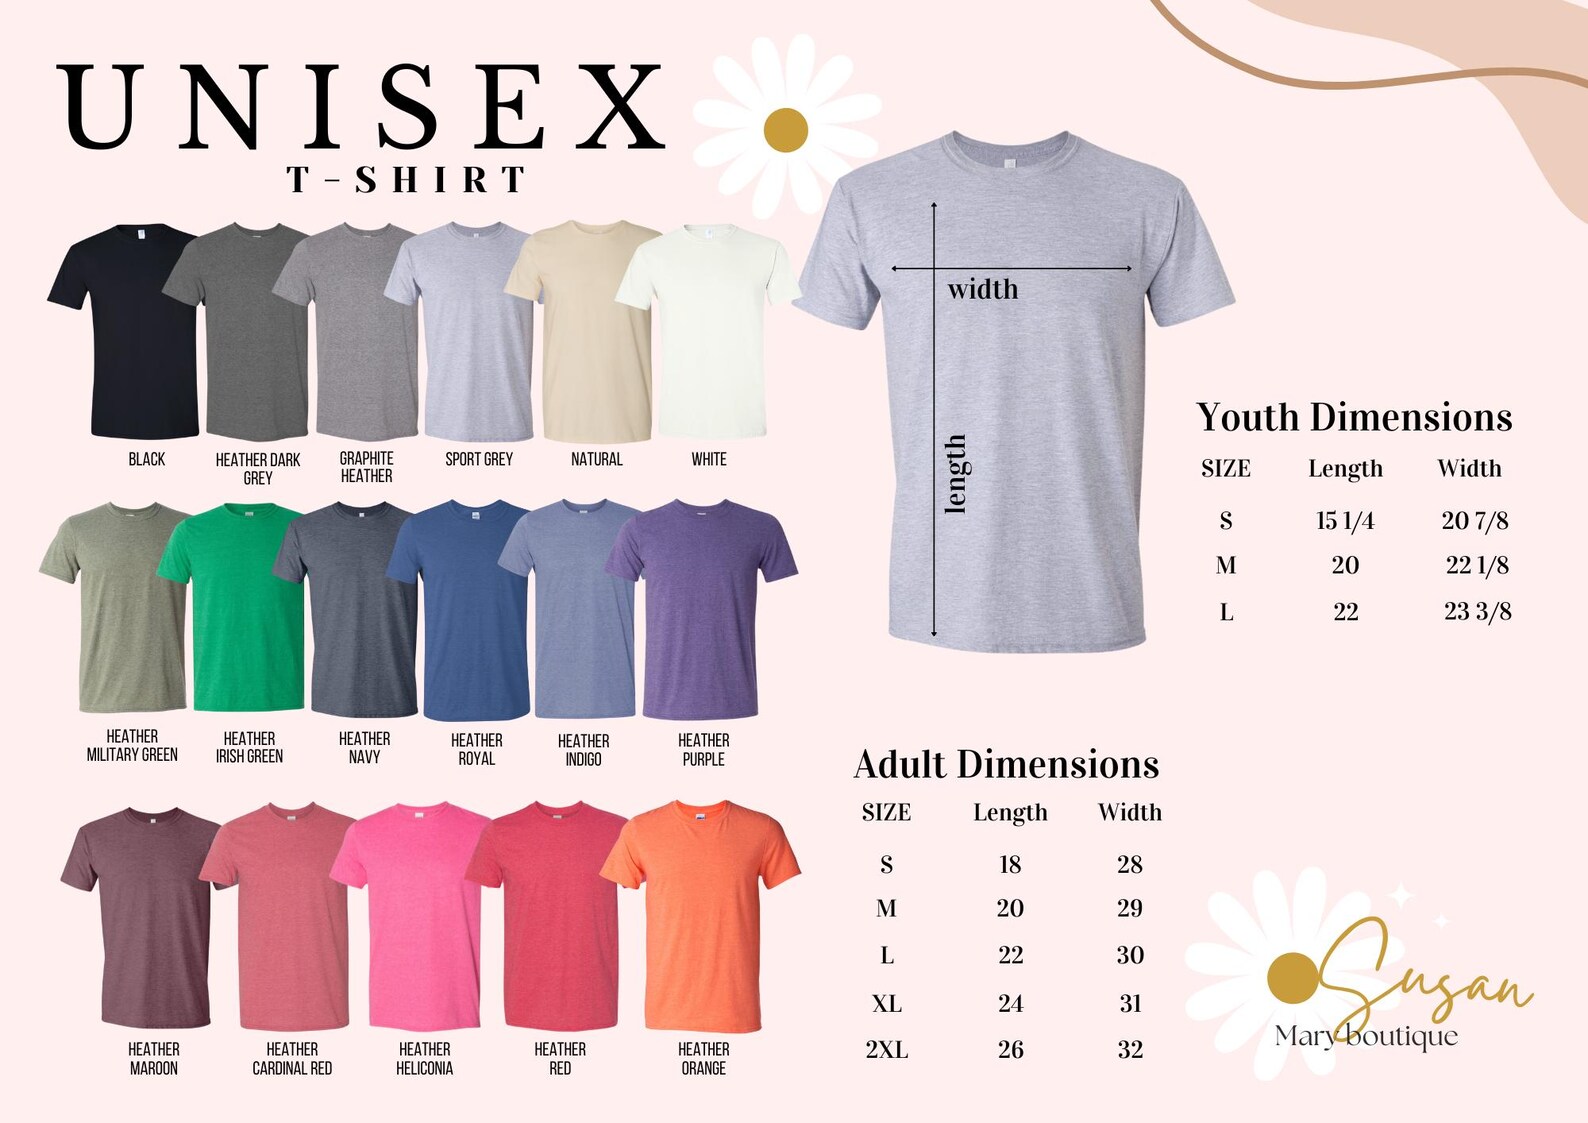 UNISEX
T-SHIRT
BLACK
HEATHER DARK
GREY
GRAPHITE
HEATHER
SPORT GREY
NATURAL
WHITE
HEATHER
MILITARY GREEN
HEATHER
IRISH GREEN
HEATHER
NAVY
HEATHER
ROYAL
HEATHER
INDIGO
HEATHER
PURPLE
HEATHER
MAROON
HEATHER
CARDINAL RED
HEATHER
HELICONIA
HEATHER
RED
HEATHER
ORANGE
width
length
Youth Dimensions
SIZE Length Width
S 15 1/4 20 7/8
M 20 22 1/8
L 22 23 3/8
Adult Dimensions
SIZE Length Width
S 18 28
M 20 29
L 22 30
XL 24 31
2XL 26 32
Susan
Mary boutique